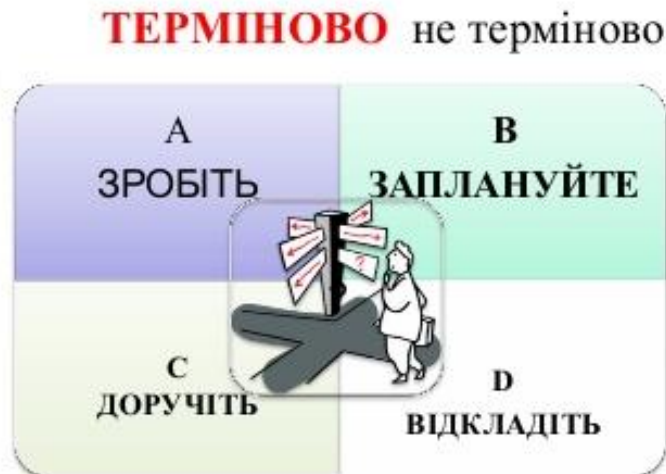 ТЕРМІНОВО не терміново
A
ЗРОБІТЬ
B
ЗАПЛАНУЙТЕ
?
C
ДОРУЧІТЬ
D
ВІДКЛАДІТЬ